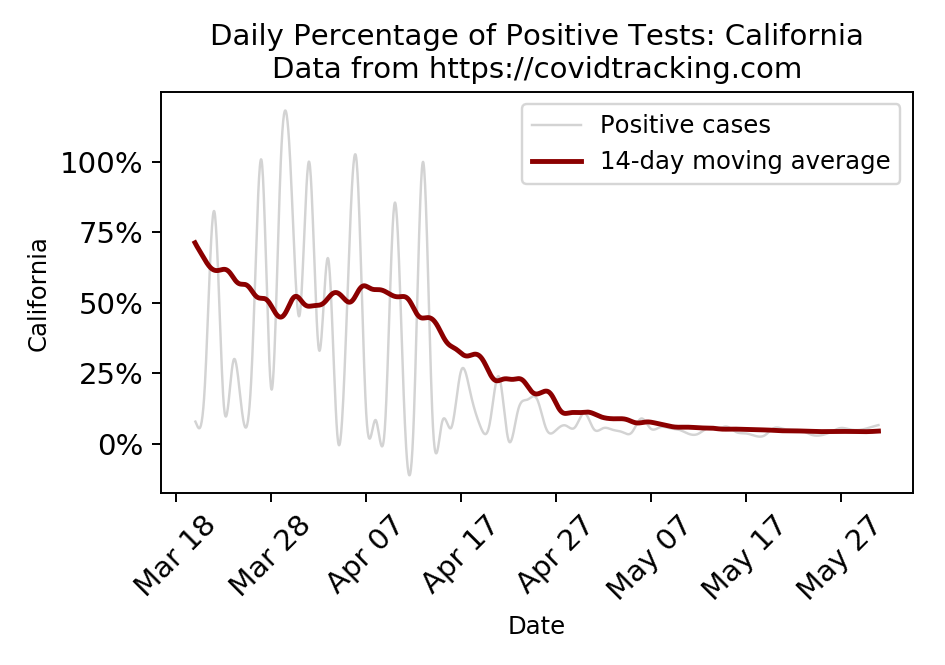 Daily Percentage of Positive Tests: California
Data from https://covidtracking.com
Positive cases
14-day moving average
100%
75%
50%
25%
0%
California
Mar 18
Mar 28
Apr 07
Apr 17
Apr 27
May 07
May 17
May 27
Date